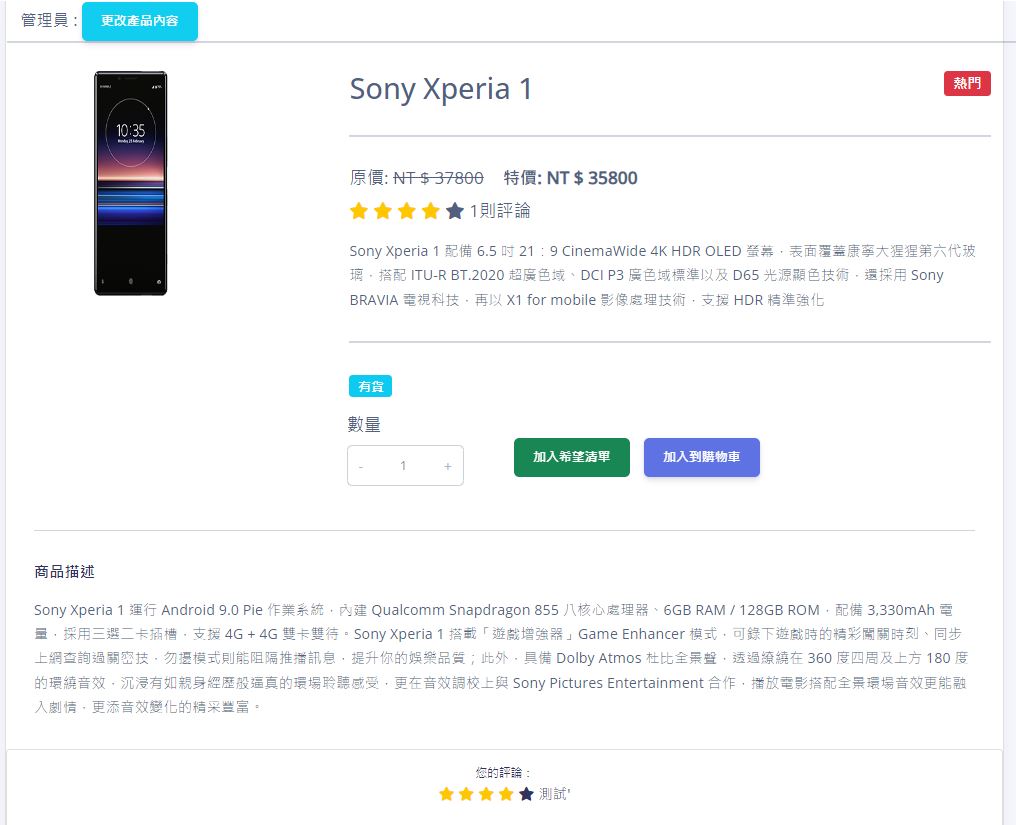 管理員 : 更改產品內容
10:35
Sony Xperia 1 熱門
原價: NT $ 37800 特價: NT $ 35800
1則評論
Sony Xperia 1 配備 6.5 吋 21：9 CinemaWide 4K HDR OLED 螢幕，表面覆蓋康寧大猩猩第六代玻
璃，搭配 ITU-R BT.2020 超廣色域、DCI P3 廣色域標準以及 D65 光源顯色技術，還採用 Sony
BRAVIA 電視科技，再以 X1 for mobile 影像處理技術，支援 HDR 精準強化
有貨
數量
- 1 + 加入希望清單 加入到購物車
商品描述
Sony Xperia 1 運行 Android 9.0 Pie 作業系統，內建 Qualcomm Snapdragon 855 八核心處理器、6GB RAM / 128GB ROM，配備 3,330mAh 電
量，採用三選二卡插槽，支援 4G + 4G 雙卡雙待。Sony Xperia 1 搭載「遊戲增強器」Game Enhancer 模式，可錄下遊戲時的精彩闖關時刻、同步
上網查詢過關密技，勿擾模式則能阻隔推播訊息，提升你的娛樂品質；此外，具備 Dolby Atmos 杜比全景聲，透過繚繞在 360 度四周及上方 180 度
的環繞音效，沉浸有如親身經歷般逼真的環場聆聽感受，更在音效調校上與 Sony Pictures Entertainment 合作，播放電影搭配全景環場音效更能融
入劇情，更添音效變化的精采豐富。
您的評論 :
測試'